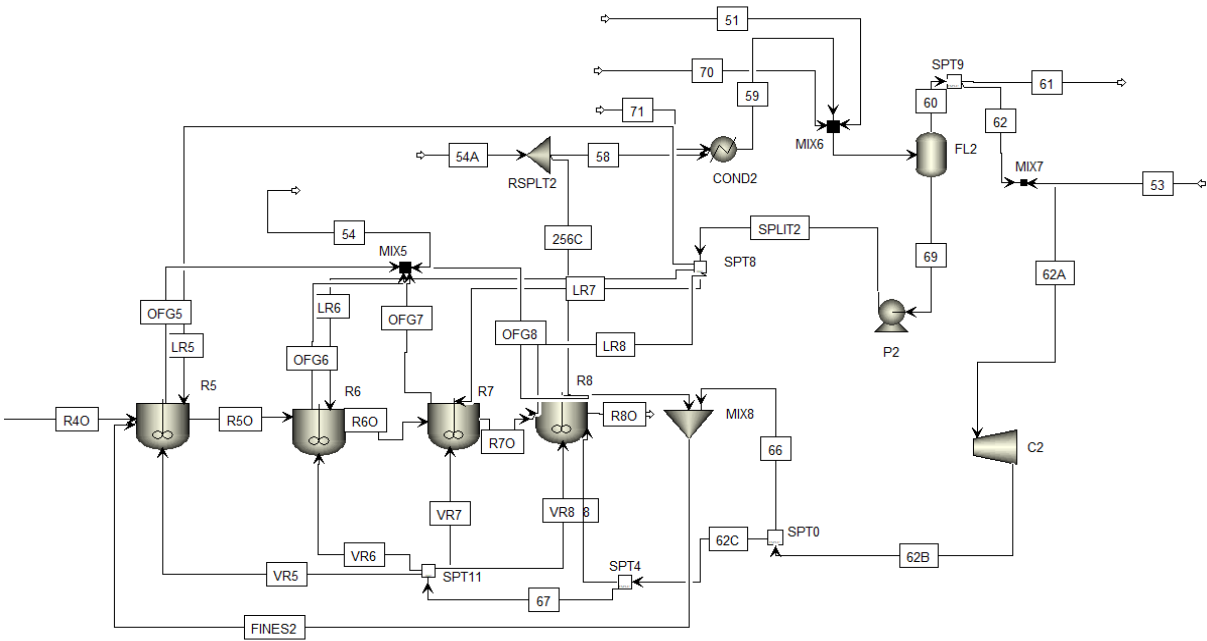 51
SPT9
70
59
60
61
71
62
MIX6
FL2
54A
58
MIX7
COND2
RSPLT2
53
54
256C
SPLIT2
MIX5
69
SPT8
62A
LR7
LR6
OFG5
OFG7
OFG8
LR5
LR8
P2
OFG6
R5
R6
R7
R8
R4O
R5O
R6O
R7O
R8O
MIX8
C2
66
VR7
VR8
8
SPT0
VR6
62C
62B
SPT4
VR5
SPT11
67
FINES2